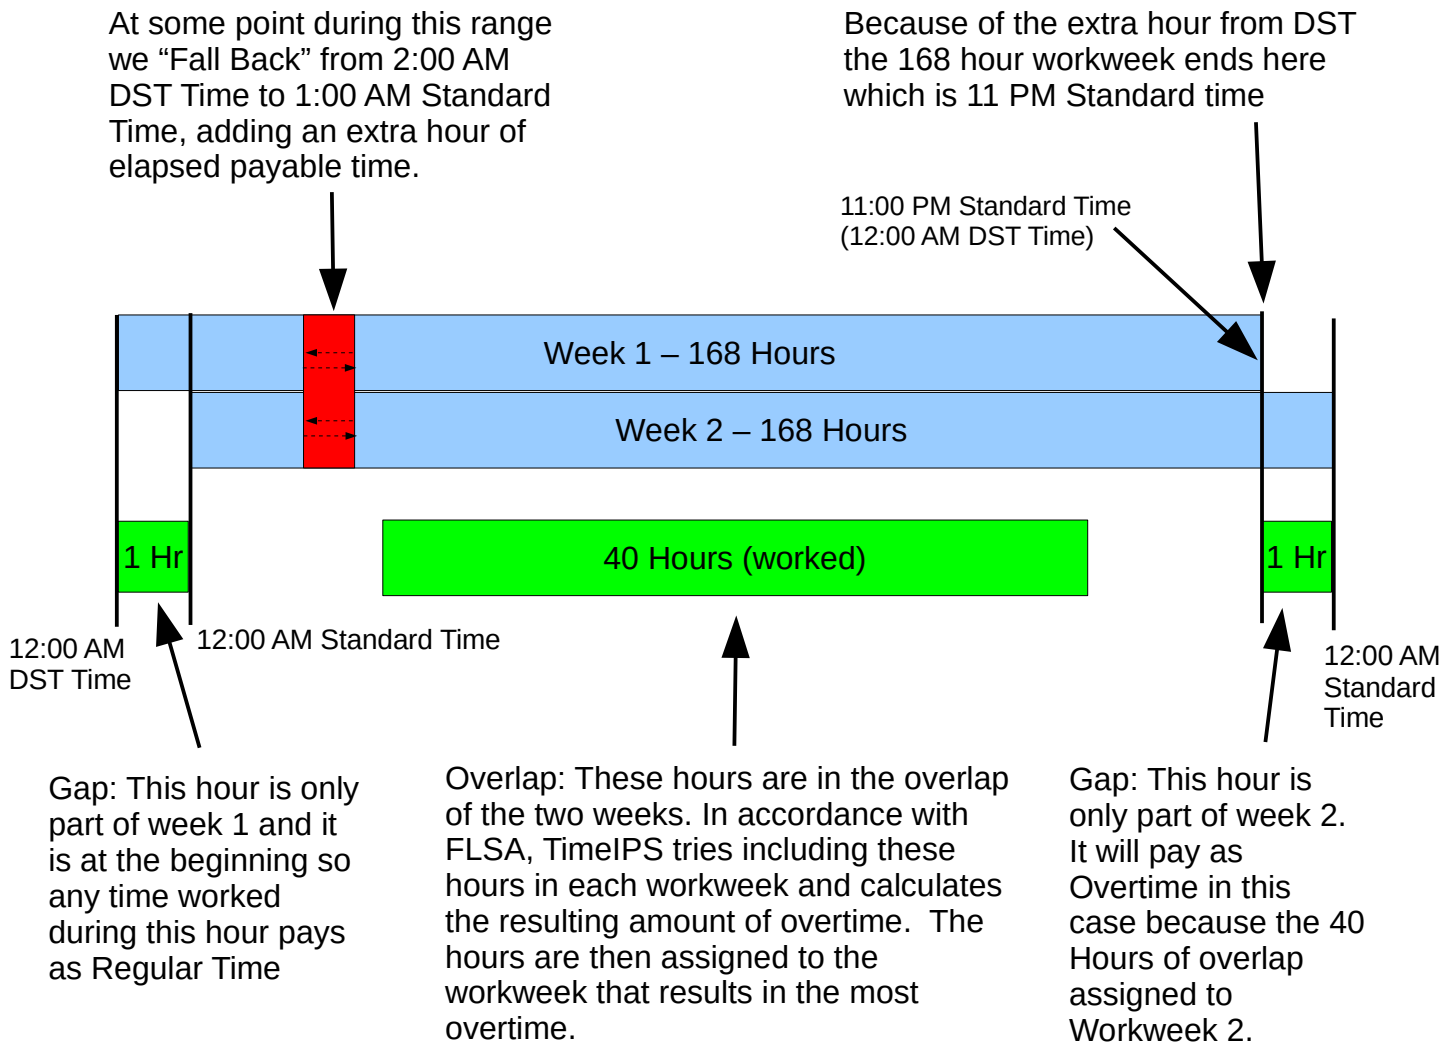 At some point during this range
we “Fall Back” from 2:00 AM
DST Time to 1:00 AM Standard
Time, adding an extra hour of
elapsed payable time.
Because of the extra hour from DST
the 168 hour workweek ends here
which is 11 PM Standard time
11:00 PM Standard Time
(12:00 AM DST Time)
Week 1 – 168 Hours
Week 2 – 168 Hours
1 Hr
40 Hours (worked)
1 Hr
12:00 AM
DST Time
12:00 AM Standard Time
12:00 AM
Standard
Time
Gap: This hour is only
part of week 1 and it
is at the beginning so
any time worked
during this hour pays
as Regular Time
Overlap: These hours are in the overlap
of the two weeks. In accordance with
FLSA, TimeIPS tries including these
hours in each workweek and calculates
the resulting amount of overtime.  The
hours are then assigned to the
workweek that results in the most
overtime.
Gap: This hour is
only part of week 2.
It will pay as
Overtime in this
case because the 40
Hours of overlap
assigned to
Workweek 2.